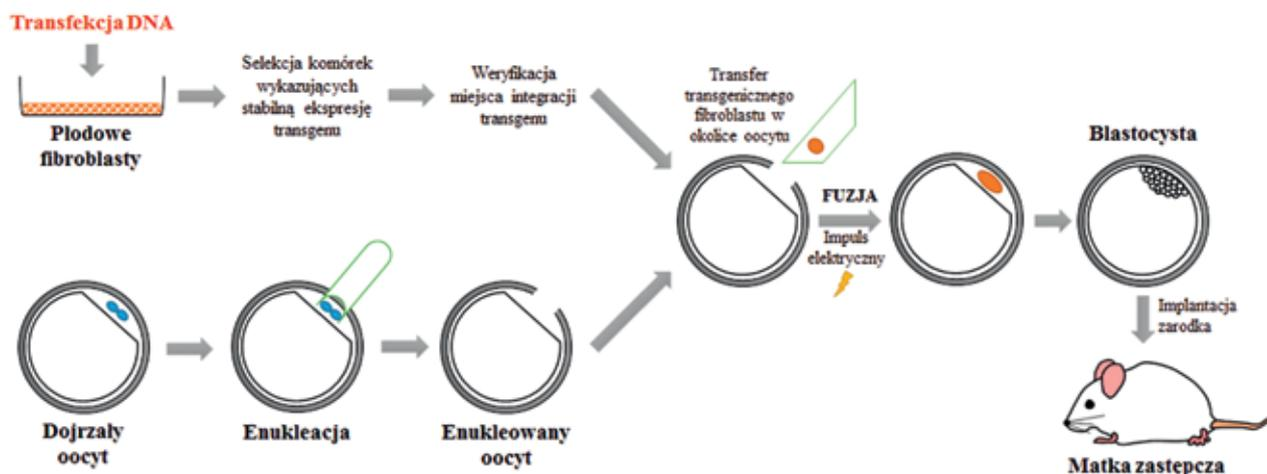 Transfekcja DNA
Płodowe
fibroblasty
Selekcja komórek
wykazujących
stabilną ekspresję
transgenu
Weryfikacja
miejsca integracji
transgenu
Transfer
transgenicznego
fibroblastu w
okolice oocytu
FUZJA
Impuls
elektryczny
Blastocysta
Implantacja
zarodka
Dojrzały
oocyt
Enukleacja
Enukleowany
oocyt
Matka zastępcza